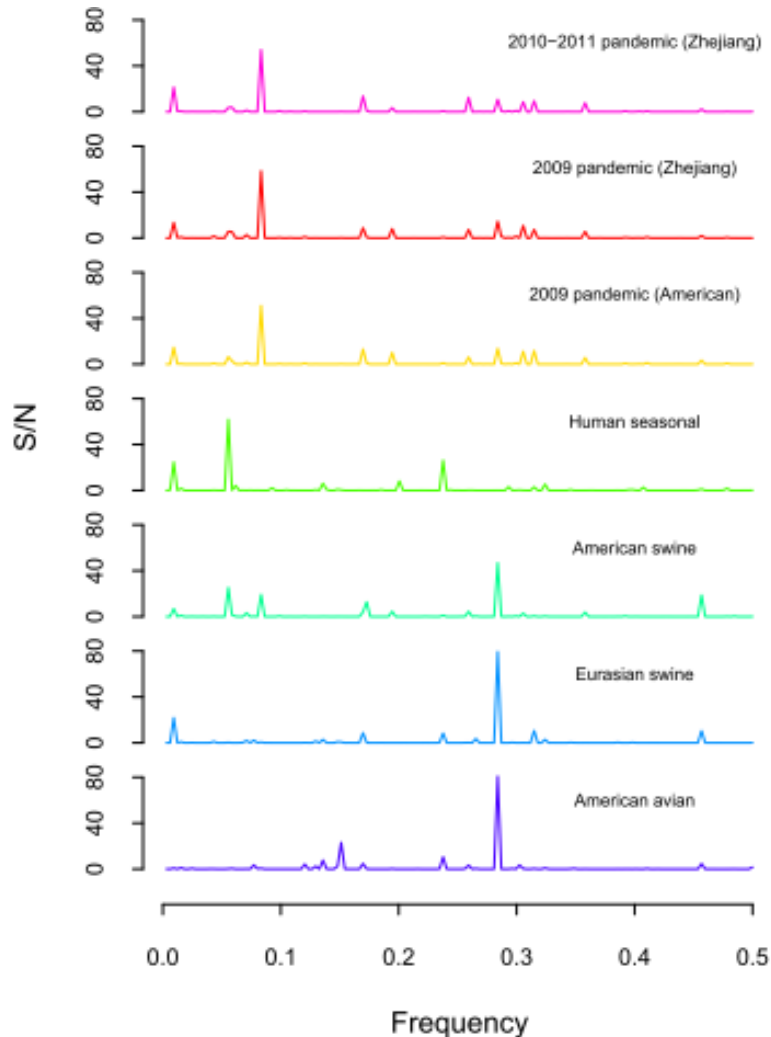 80
40
0
2010−2011 pandemic (Zhejiang)
80
40
0
2009 pandemic (Zhejiang)
80
40
0
2009 pandemic (American)
S/N
80
40
0
Human seasonal
80
40
0
American swine
80
40
0
Eurasian swine
80
40
0
American avian
0.0 0.1 0.2 0.3 0.4 0.5
Frequency